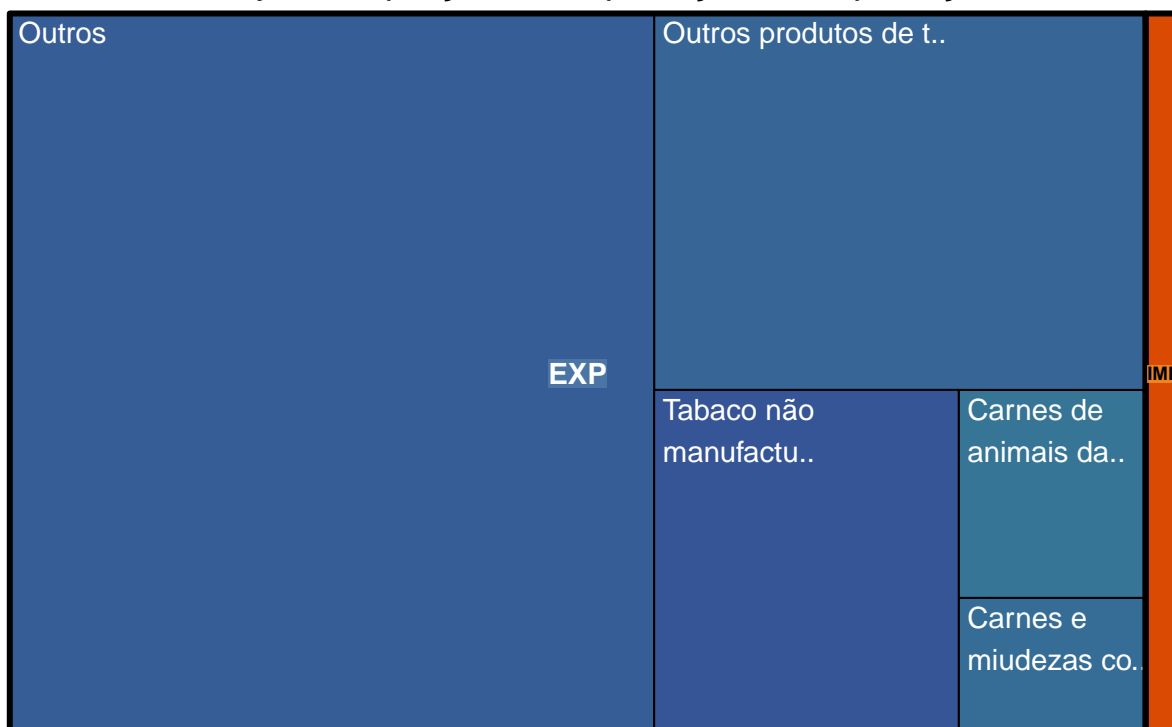 Outros
Outros produtos de t..
EXP
Tabaco não
manufactu..
Carnes de
animais da..
Carnes e
miudezas co..